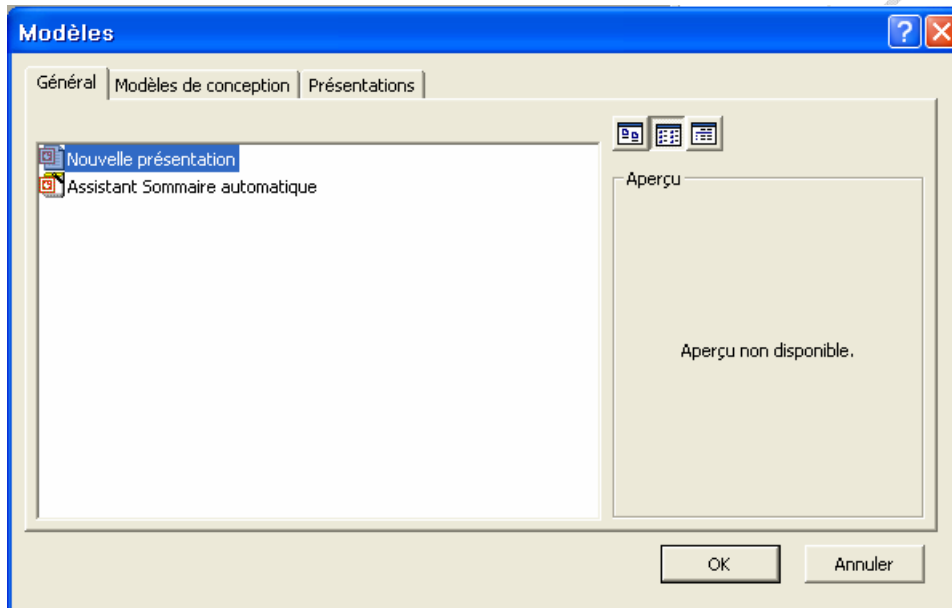 Modèles
Général Modèles de conception Présentations
Nouvelle présentation
Assistant Sommaire automatique
Aperçu
Aperçu non disponible.
OK Annuler